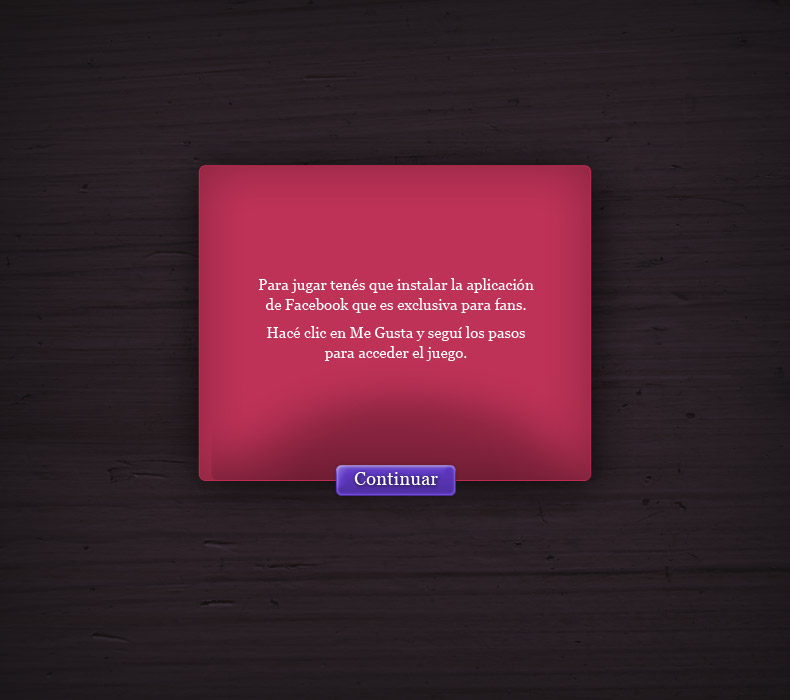 Para jugar tenés que instalar la aplicación
de Facebook que es exclusiva para fans.
Hacé clic en Me Gusta y seguí los pasos
para acceder el juego.
Continuar